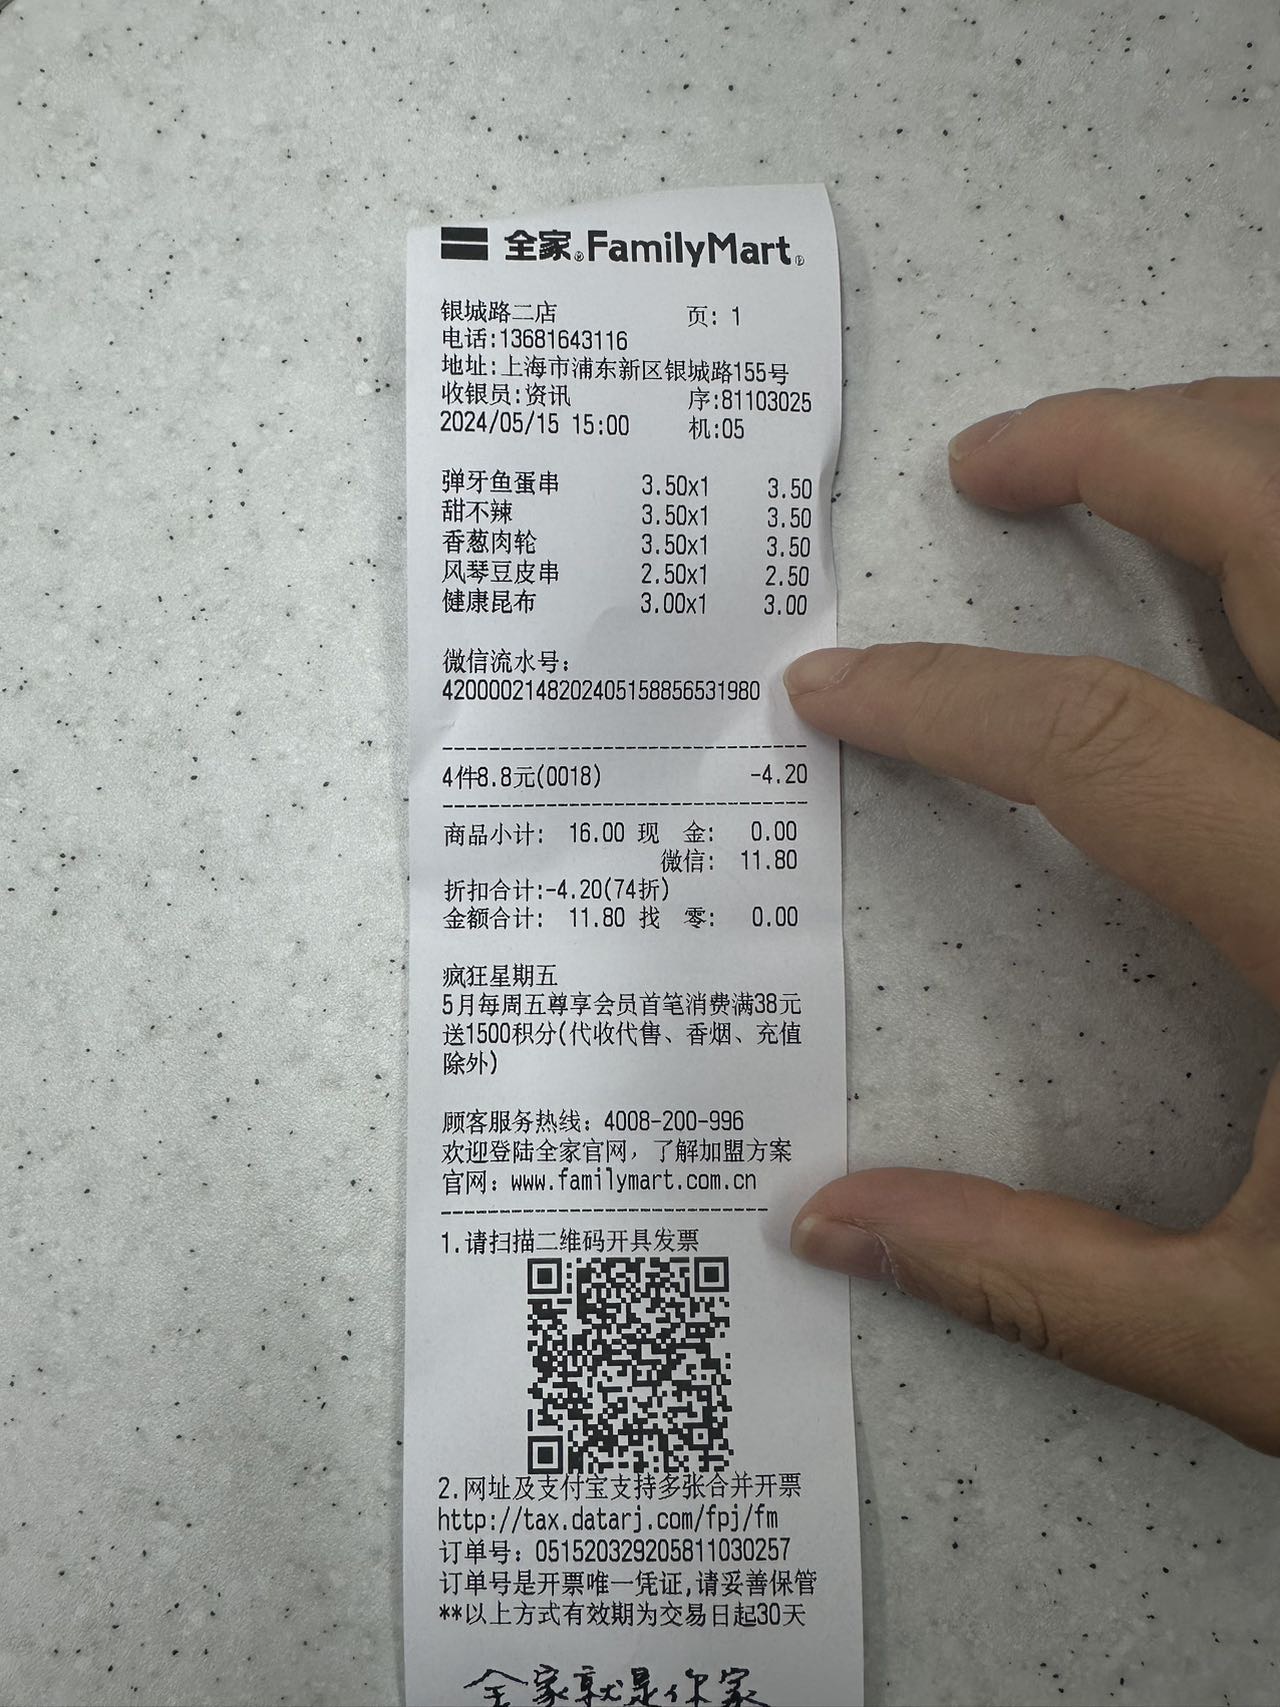 全家 FamilyMart
银城路二店 页: 1
电话:13681643116
地址:上海市浦东新区银城路155号
收银员:资讯 序:81103025
2024/05/15 15:00 机:05
弹牙鱼蛋串 3.50x1 3.50
甜不辣 3.50x1 3.50
香葱肉轮 3.50x1 3.50
风琴豆皮串 2.50x1 2.50
健康昆布 3.00x1 3.00
微信流水号:
4200002148202405158856531980
4件8.8元(0018) -4.20
商品小计: 16.00 现 金: 0.00
微信: 11.80
折扣合计:-4.20(74折)
金额合计: 11.80 找 零: 0.00
疯狂星期五
5月每周五尊享会员首笔消费满38元
送1500积分(代收代售、香烟、充值
除外)
顾客服务热线: 4008-200-996
欢迎登陆全家官网, 了解加盟方案
官网: www.familymart.com.cn
1.请扫描二维码开具发票
2.网址及支付宝支持多张合并开票
http://tax.datarj.com/fpj/fm
订单号: 051520329205811030257
订单号是开票唯一凭证,请妥善保管
**以上方式有效期为交易日起30天
全家就是你家